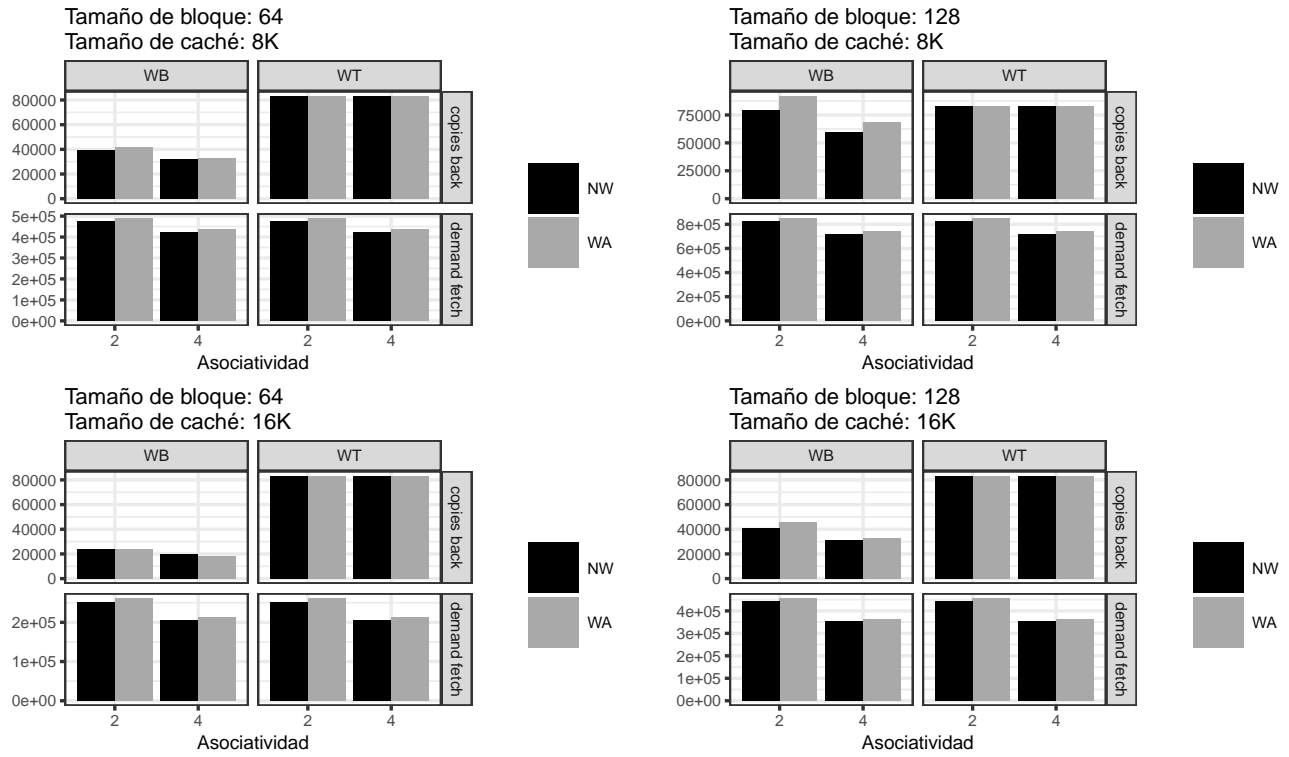 Tamaño de bloque: 64
Tamaño de caché: 8K
WB
WT
80000
60000
40000
20000
0
copies back
5e+05
4e+05
3e+05
2e+05
1e+05
0e+00
demand fetch
2
4
2
4
Asociatividad
NW
WA
Tamaño de bloque: 128
Tamaño de caché: 8K
WB
WT
75000
50000
25000
0
copies back
8e+05
6e+05
4e+05
2e+05
0e+00
demand fetch
2
4
2
4
Asociatividad
NW
WA
Tamaño de bloque: 64
Tamaño de caché: 16K
WB
WT
80000
60000
40000
20000
0
copies back
2e+05
1e+05
0e+00
demand fetch
2
4
2
4
Asociatividad
NW
WA
Tamaño de bloque: 128
Tamaño de caché: 16K
WB
WT
80000
60000
40000
20000
0
copies back
4e+05
3e+05
2e+05
1e+05
0e+00
demand fetch
2
4
2
4
Asociatividad
NW
WA